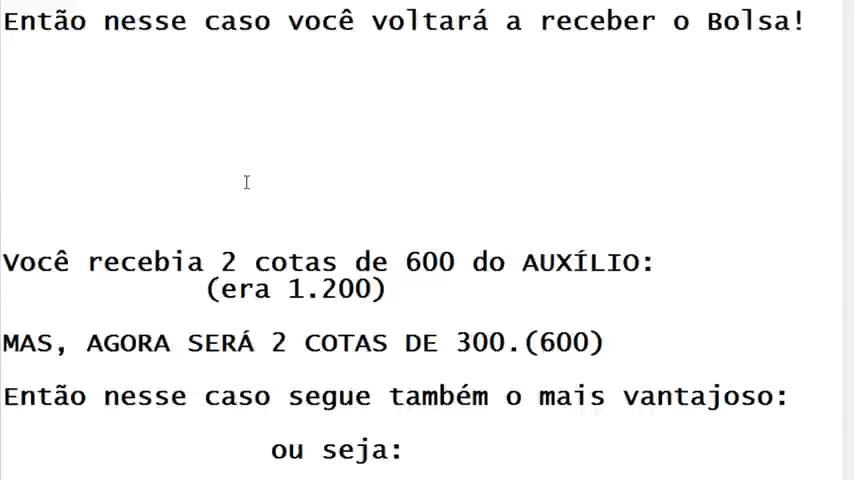 Então nesse caso você voltará a receber o Bolsa!
Você recebia 2 cotas de 600 do AUXÍLIO:
(era 1.200)
MAS, AGORA SERÁ 2 COTAS DE 300.(600)
Então nesse caso segue também o mais vantajoso:
ou seja: